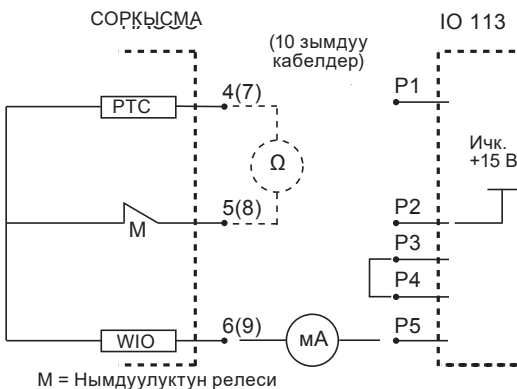 СОРКЫСМА
IO 113
(10 зымдуу
кабелдер)
4(7)
P1
PTC
Ω
Ичк.
+15 В
5(8)
P2
M
P3
P4
6(9)
P5
WIO
мА
M = Нымдуулуктун релеси